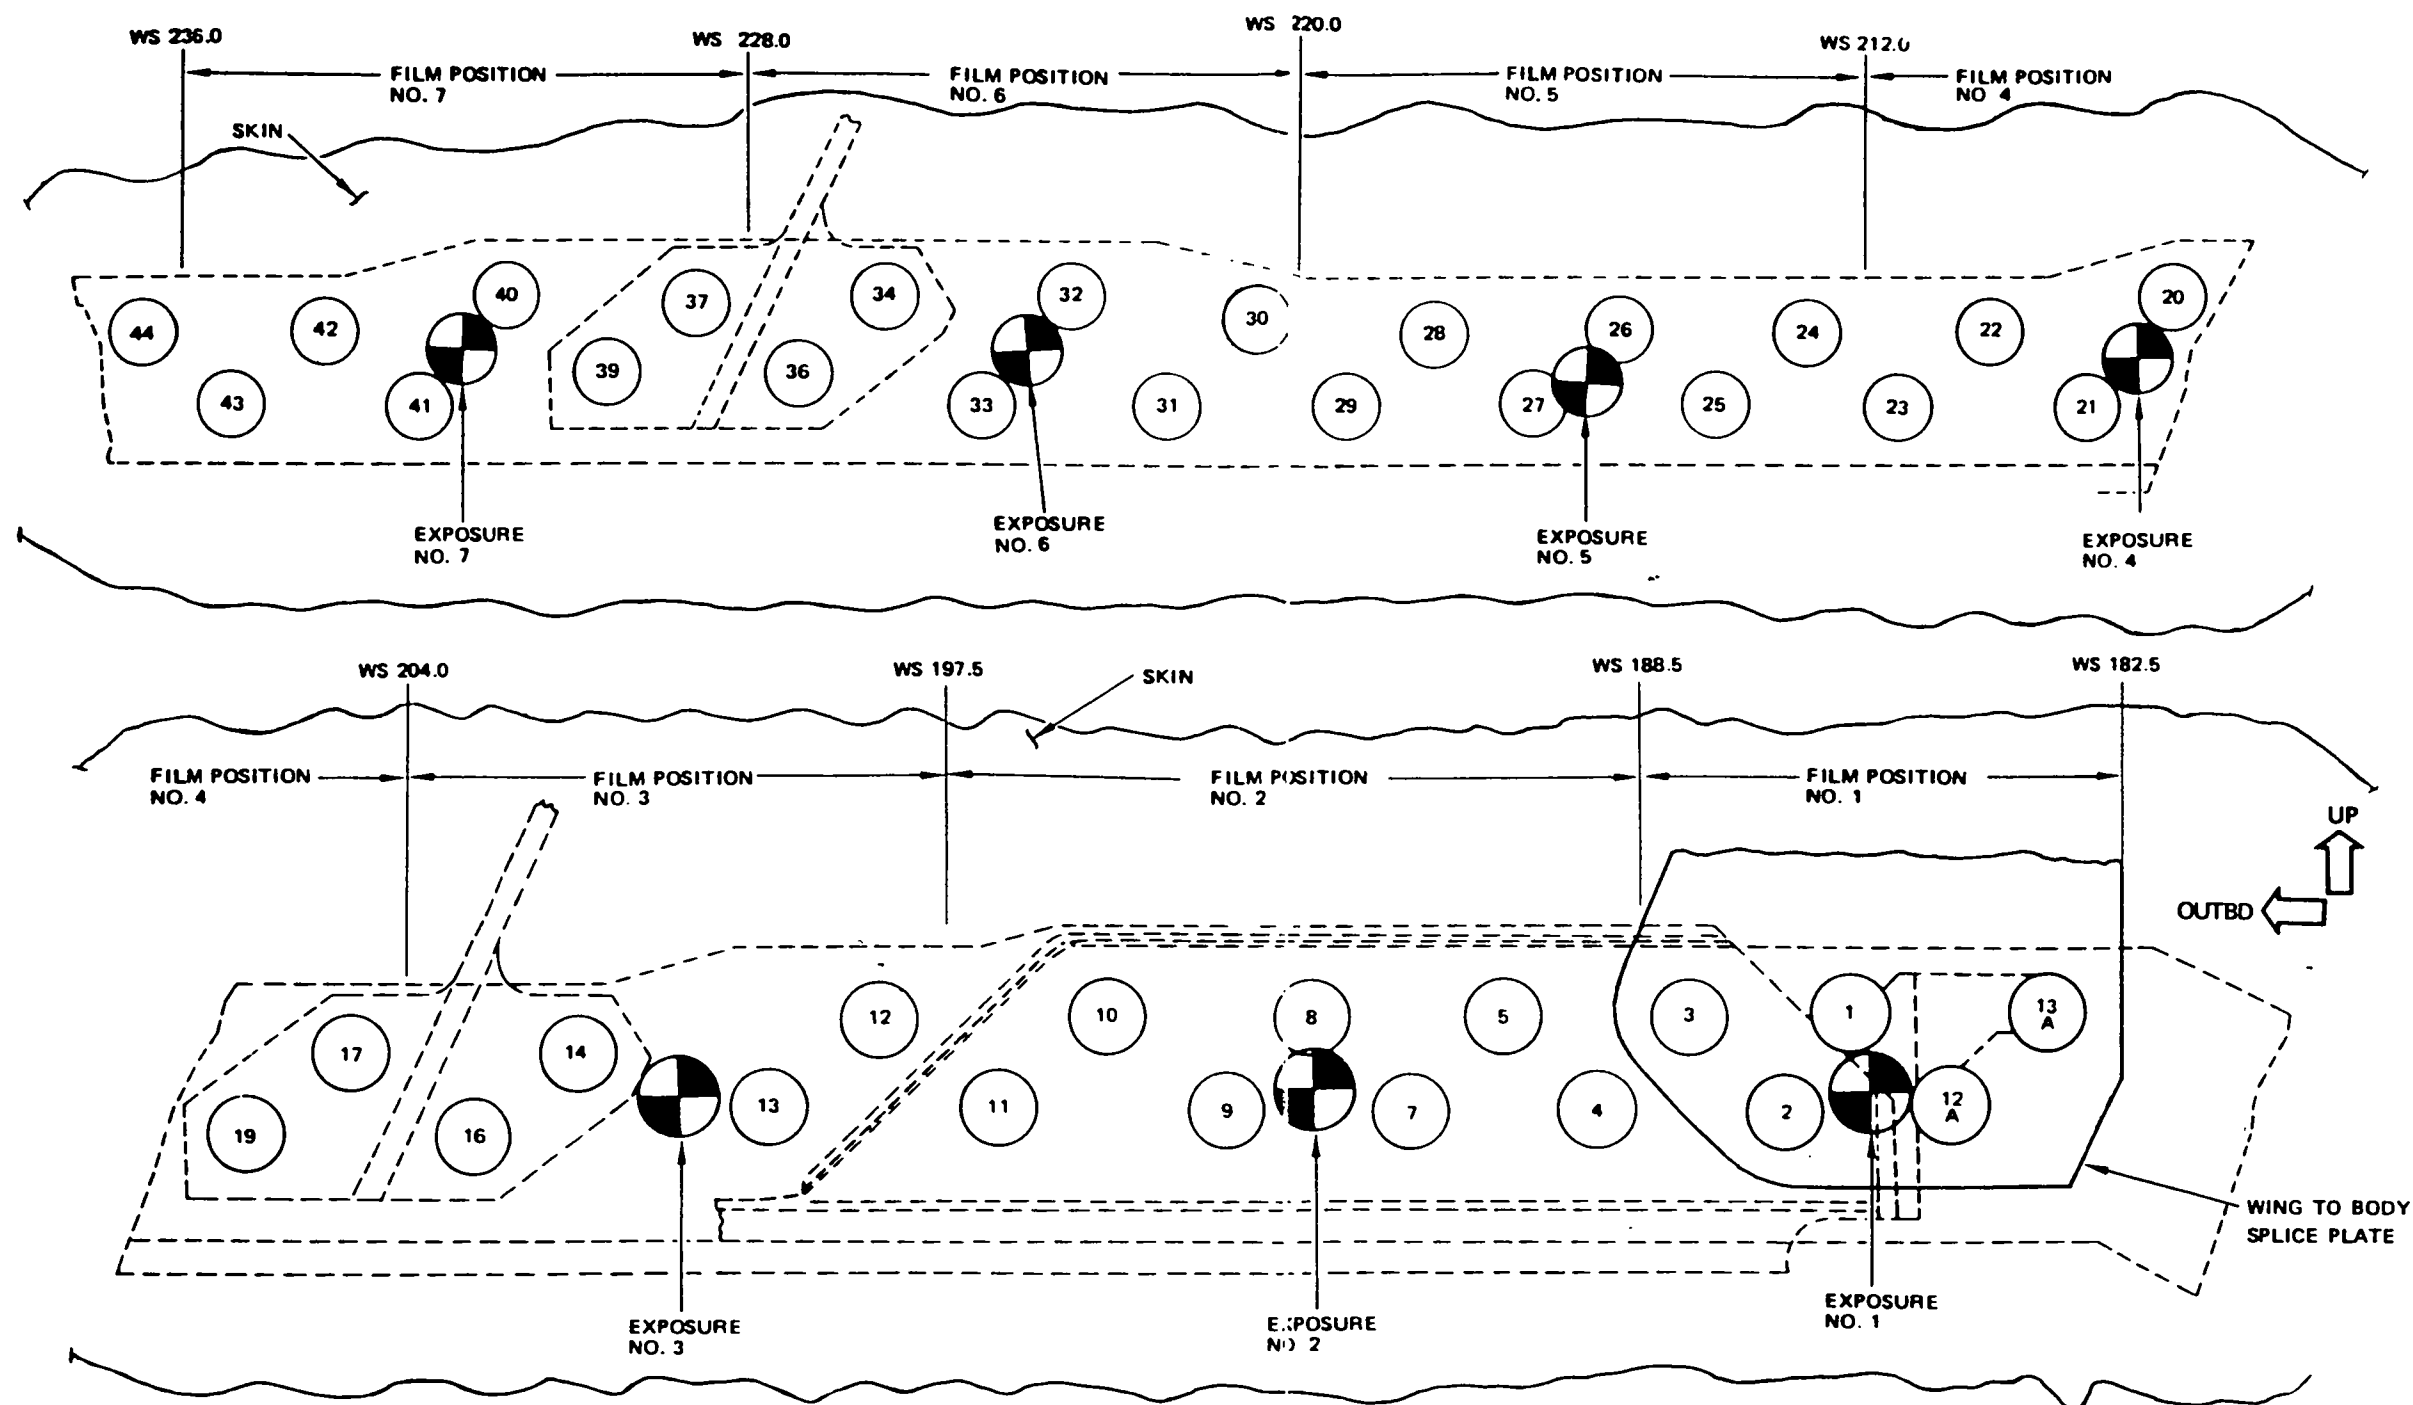 WS 236.0
WS 228.0
WS 220.0
WS 212.0
FILM POSITION
NO. 7
FILM POSITION
NO. 6
FILM POSITION
NO. 5
FILM POSITION
NO 4
SKIN
44
43
42
41
40
39
37
36
34
33
32
31
30
29
28
27
26
25
24
23
22
21
20
EXPOSURE
NO. 7
EXPOSURE
NO. 6
EXPOSURE
NO. 5
EXPOSURE
NO. 4
WS 204.0
WS 197.5
SKIN
WS 188.5
WS 182.5
FILM POSITION
NO. 4
FILM POSITION
NO. 3
FILM POSITION
NO. 2
FILM POSITION
NO. 1
UP
OUTBD
19
17
16
14
13
12
11
10
9
8
7
5
4
3
2
1
12
A
13
A
WING TO BODY
SPLICE PLATE
EXPOSURE
NO. 3
EXPOSURE
NO 2
EXPOSURE
NO. 1